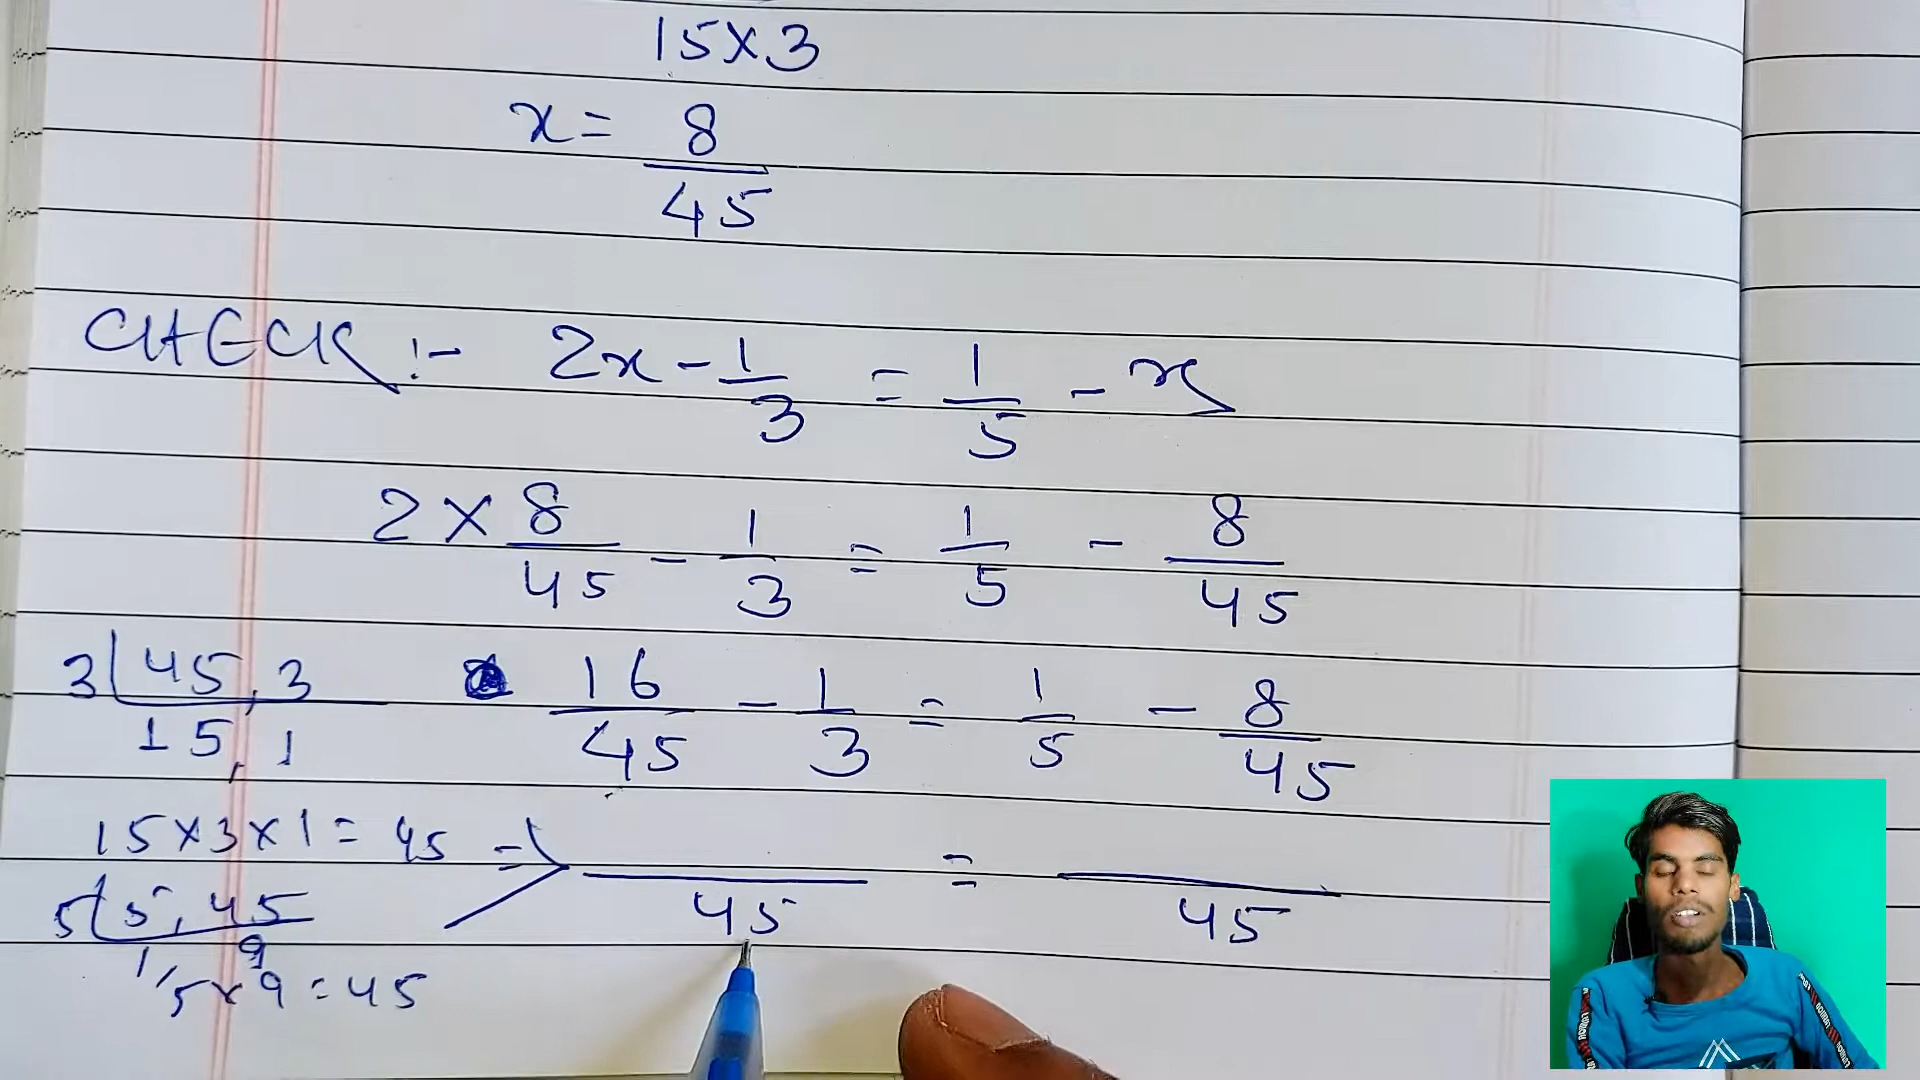 15×3
x = 8/45
CHECK :- 2x - 1/3 = 1/5 - x
2 × 8/45 - 1/3 = 1/5 - 8/45
3 | 45, 3
15, 1
16/45 - 1/3 = 1/5 - 8/45
15×3×1 = 45
5 | 5, 45
1, 9
5×9 = 45
=) /45 = /45